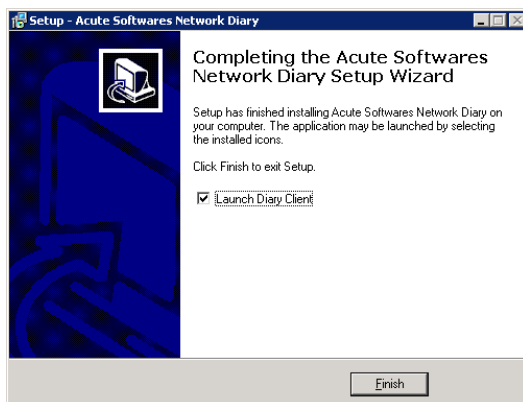 Setup - Acute Softwares Network Diary
Completing the Acute Softwares
Network Diary Setup Wizard
Setup has finished installing Acute Softwares Network Diary on
your computer. The application may be launched by selecting
the installed icons.
Click Finish to exit Setup.
Launch Diary Client
Finish